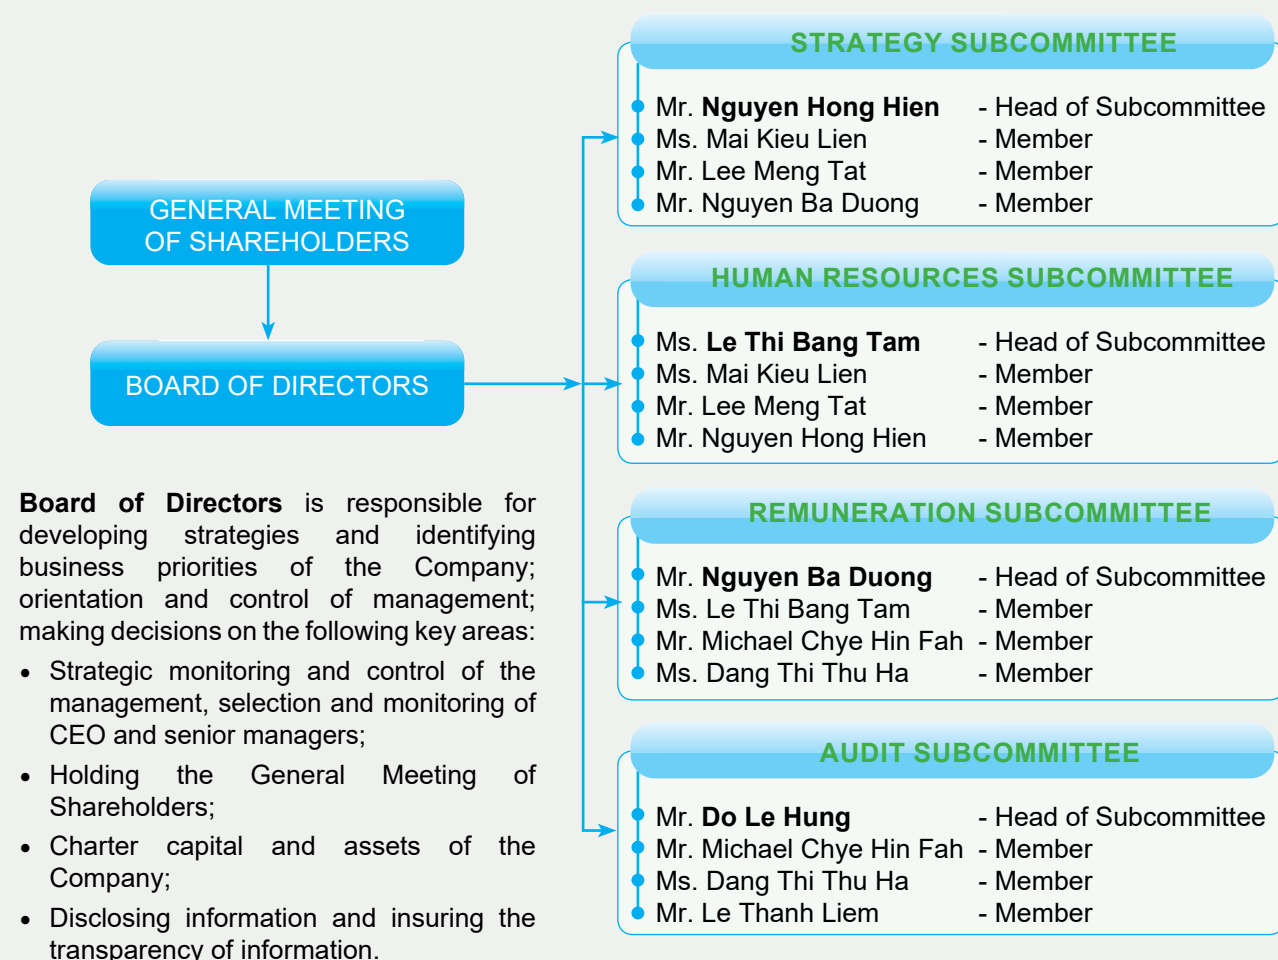 GENERAL MEETING
OF SHAREHOLDERS
BOARD OF DIRECTORS
Board of Directors is responsible for
developing strategies and identifying
business priorities of the Company;
orientation and control of management;
making decisions on the following key areas:
• Strategic monitoring and control of the
management, selection and monitoring of
CEO and senior managers;
• Holding the General Meeting of
Shareholders;
• Charter capital and assets of the
Company;
• Disclosing information and insuring the
transparency of information.
STRATEGY SUBCOMMITTEE
Mr. Nguyen Hong Hien - Head of Subcommittee
Ms. Mai Kieu Lien - Member
Mr. Lee Meng Tat - Member
Mr. Nguyen Ba Duong - Member
HUMAN RESOURCES SUBCOMMITTEE
Ms. Le Thi Bang Tam - Head of Subcommittee
Ms. Mai Kieu Lien - Member
Mr. Lee Meng Tat - Member
Mr. Nguyen Hong Hien - Member
REMUNERATION SUBCOMMITTEE
Mr. Nguyen Ba Duong - Head of Subcommittee
Ms. Le Thi Bang Tam - Member
Mr. Michael Chye Hin Fah - Member
Ms. Dang Thi Thu Ha - Member
AUDIT SUBCOMMITTEE
Mr. Do Le Hung - Head of Subcommittee
Mr. Michael Chye Hin Fah - Member
Ms. Dang Thi Thu Ha - Member
Mr. Le Thanh Liem - Member